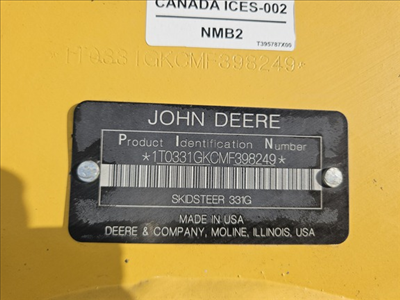 CANADA ICES-002
NMB2
T395787X00
*1T0331GKCMF398249*
JOHN DEERE
Product Identification Number
*1T0331GKCMF398249*
SKIDSTEER 331G
MADE IN USA
DEERE & COMPANY, MOLINE, ILLINOIS, USA